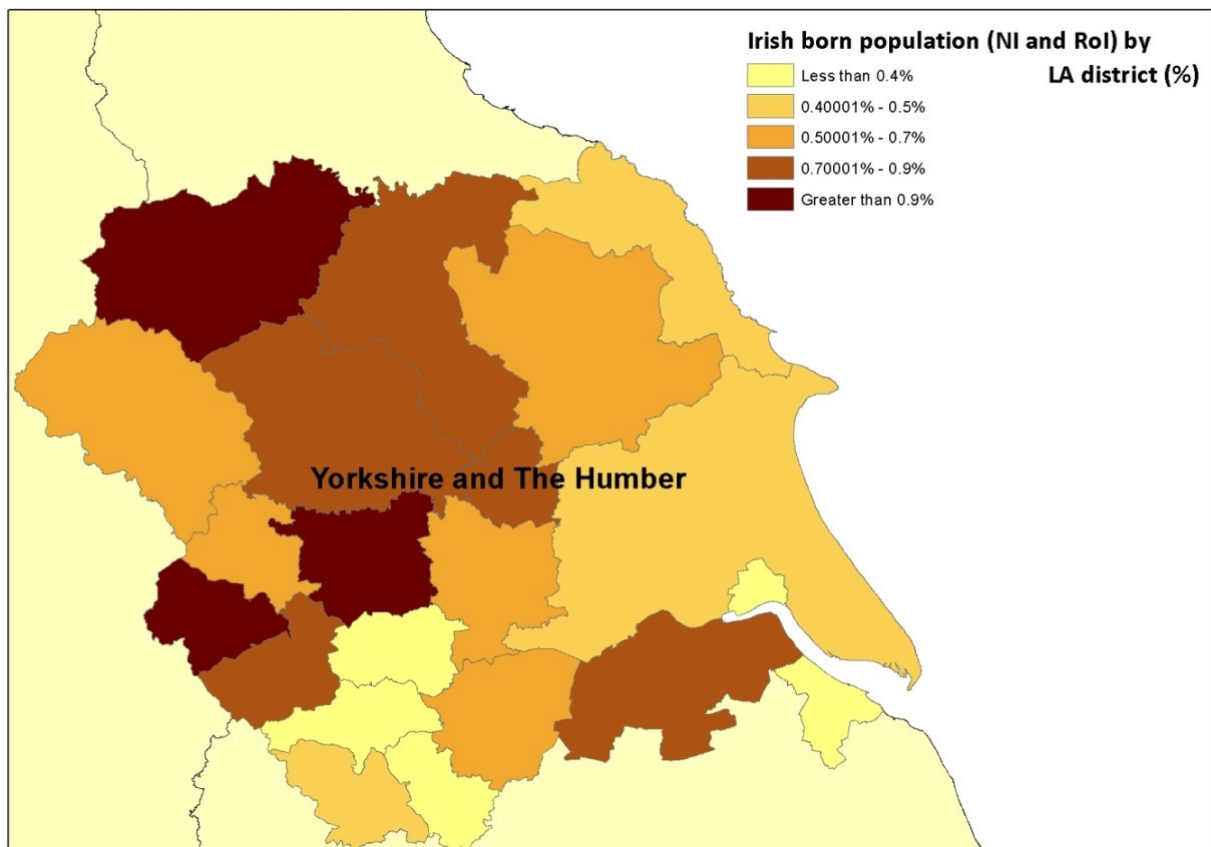 Irish born population (NI and RoI) by
LA district (%)
Less than 0.4%
0.40001% - 0.5%
0.50001% - 0.7%
0.70001% - 0.9%
Greater than 0.9%
Yorkshire and The Humber